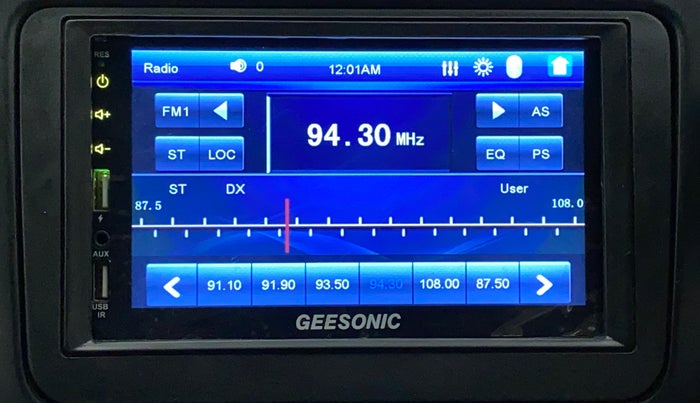 RES
Radio 0 12:01AM
FM1 AS
94.30 MHz
ST LOC EQ PS
ST DX User
87.5 108.0
91.10 91.90 93.50 94.30 108.00 87.50
AUX
USB
IR
GEESONIC